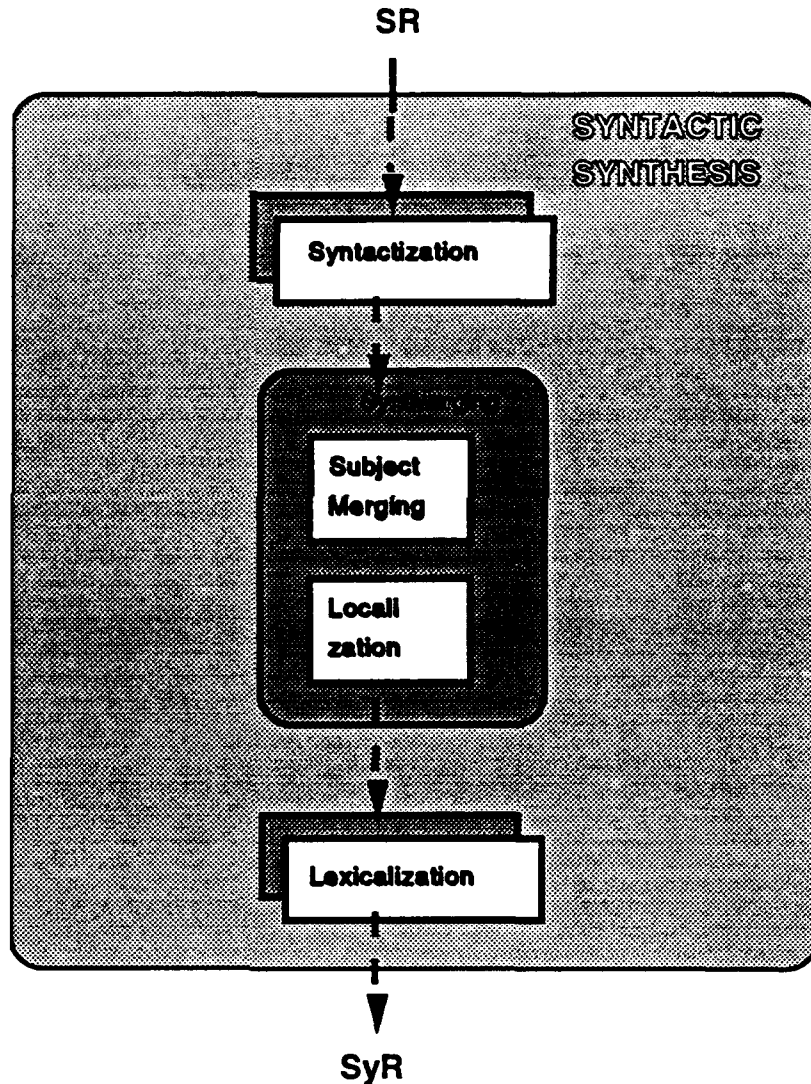 SR
SYNTACTIC
SYNTHESIS
Syntactization
Subject
Merging
Locali
zation
Lexicalization
SyR